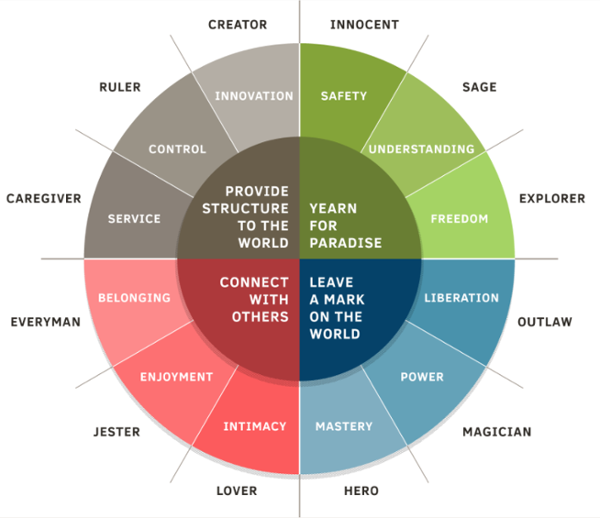 CREATOR
INNOCENT
RULER
SAGE
INNOVATION
SAFETY
CONTROL
UNDERSTANDING
CAREGIVER
EXPLORER
SERVICE
FREEDOM
PROVIDE
STRUCTURE
TO THE
WORLD
YEARN
FOR
PARADISE
CONNECT
WITH
OTHERS
LEAVE
A MARK
ON THE
WORLD
BELONGING
LIBERATION
EVERYMAN
OUTLAW
ENJOYMENT
POWER
JESTER
MAGICIAN
INTIMACY
MASTERY
LOVER
HERO